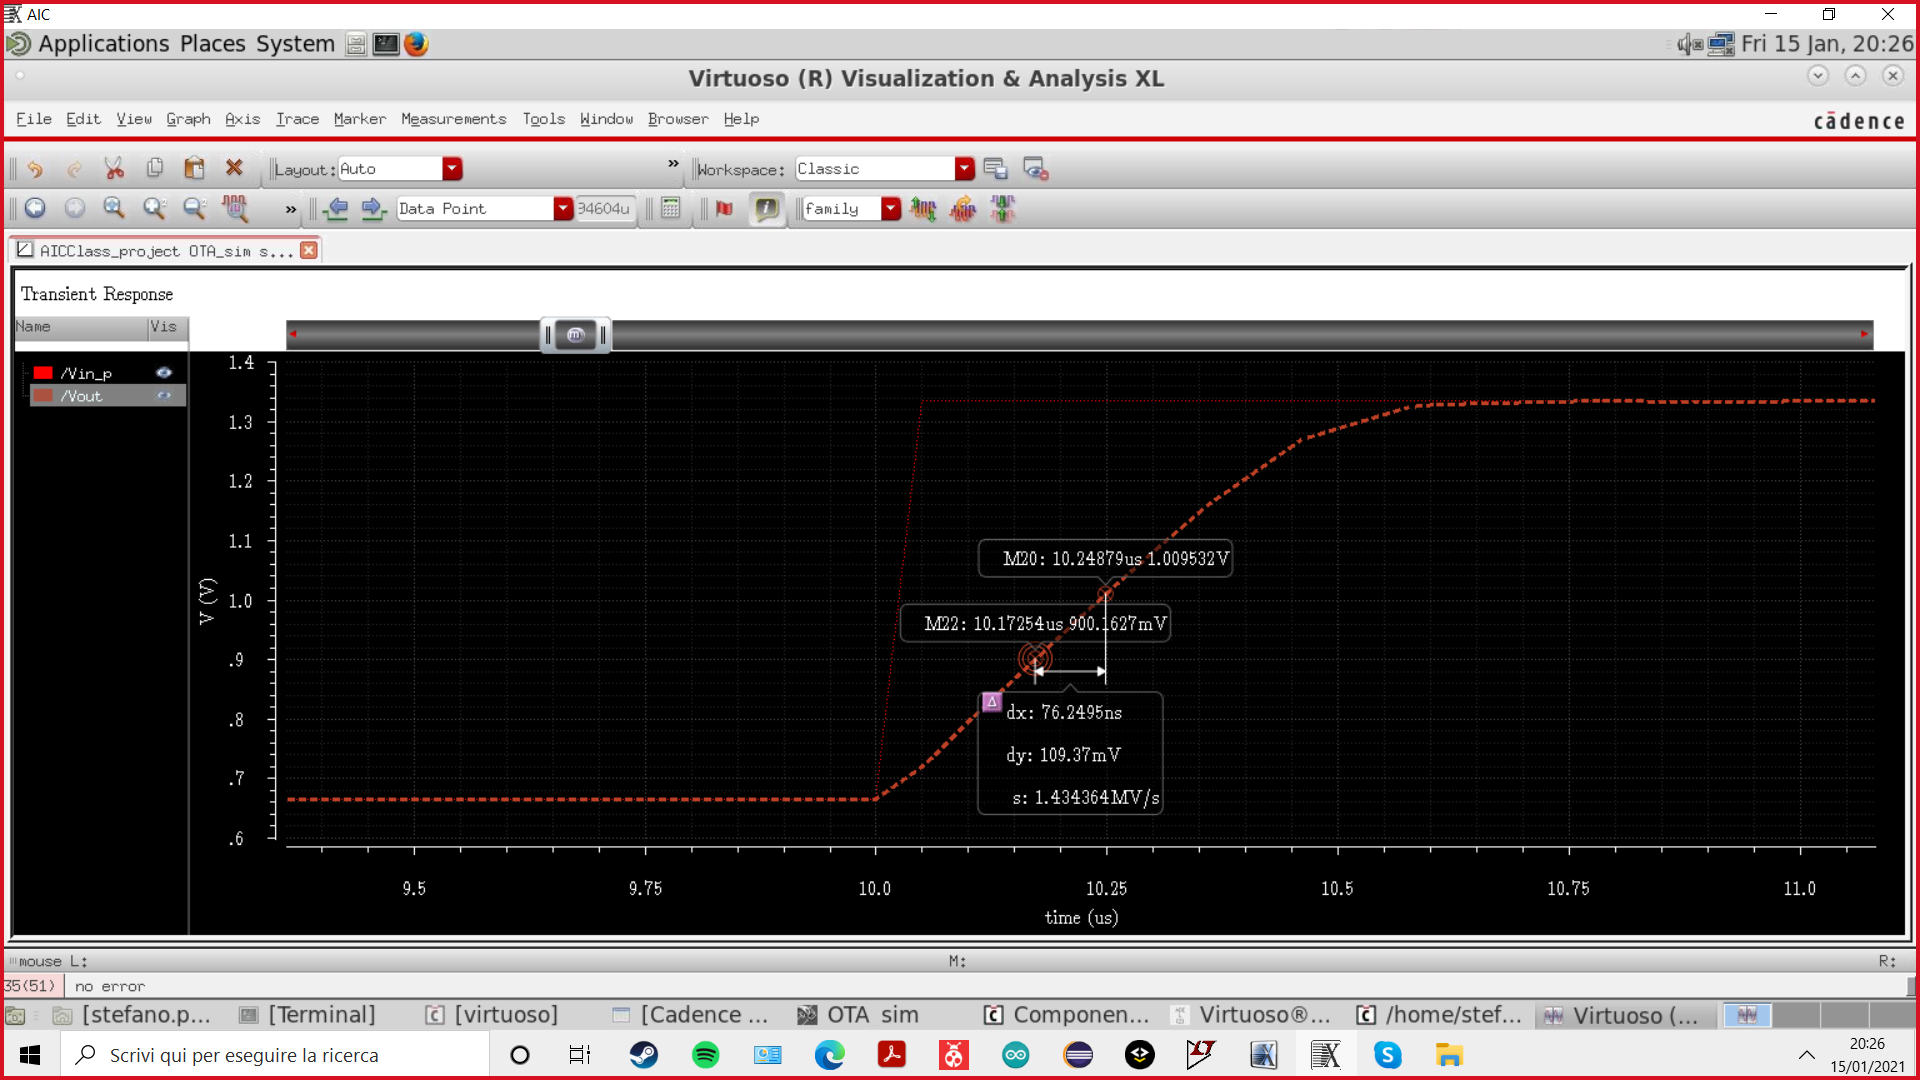 AIC
Applications Places System
Fri 15 Jan, 20:26
Virtuoso (R) Visualization & Analysis XL
File Edit View Graph Axis Trace Marker Measurements Tools Window Browser Help
cādence
Layout: Auto
» Workspace: Classic
» Data Point 34604u
family
AICClass_project OTA_sim s...
Transient Response
Name Vis
/Vin_p
/Vout
1.4
1.3
1.2
1.1
1.0
.9
.8
.7
.6
V (V)
M20: 10.24879us 1.009532V
M22: 10.17254us 900.1627mV
Δ
dx: 76.2495ns
dy: 109.37mV
s: 1.434364MV/s
9.5 9.75 10.0 10.25 10.5 10.75 11.0
time (us)
mouse L: M: R:
35(51) no error
[stefano.p... [Terminal] [virtuoso] [Cadence ... OTA sim Componen... Virtuoso®... /home/stef... Virtuoso (...
Scrivi qui per eseguire la ricerca
20:26
15/01/2021